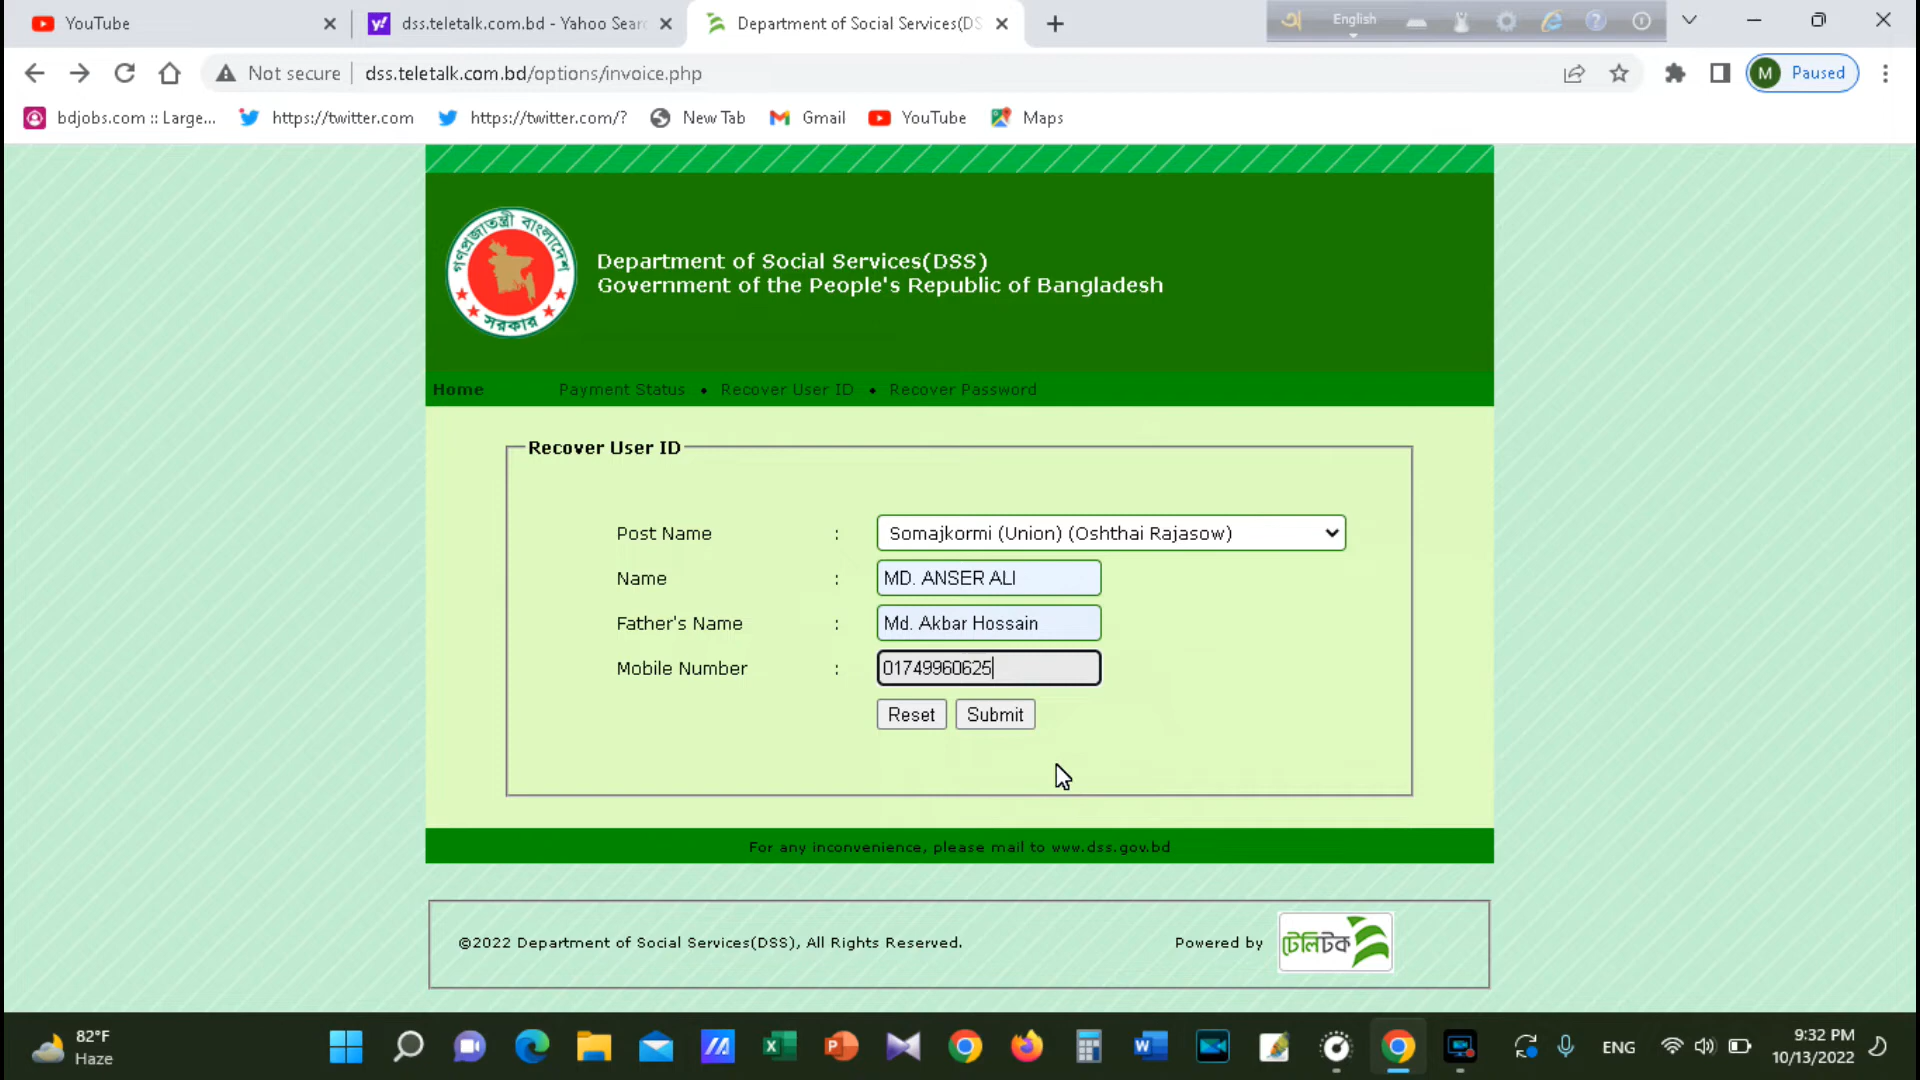 YouTube
dss.teletalk.com.bd - Yahoo Sear
Department of Social Services(DS
English
Not secure
dss.teletalk.com.bd/options/invoice.php
M
Paused
bdjobs.com :: Large...
https://twitter.com
https://twitter.com/?
New Tab
Gmail
YouTube
Maps
গণপ্রজাতন্ত্রী বাংলাদেশ
সরকার
Department of Social Services(DSS)
Government of the People's Republic of Bangladesh
Home
Payment Status • Recover User ID • Recover Password
Recover User ID
Post Name : Somajkormi (Union) (Oshthai Rajasow)
Name : MD. ANSER ALI
Father's Name : Md. Akbar Hossain
Mobile Number : 01749960625
Reset Submit
For any inconvenience, please mail to www.dss.gov.bd
©2022 Department of Social Services(DSS), All Rights Reserved.
Powered by
টেলিটক
82°F
Haze
ENG
9:32 PM
10/13/2022